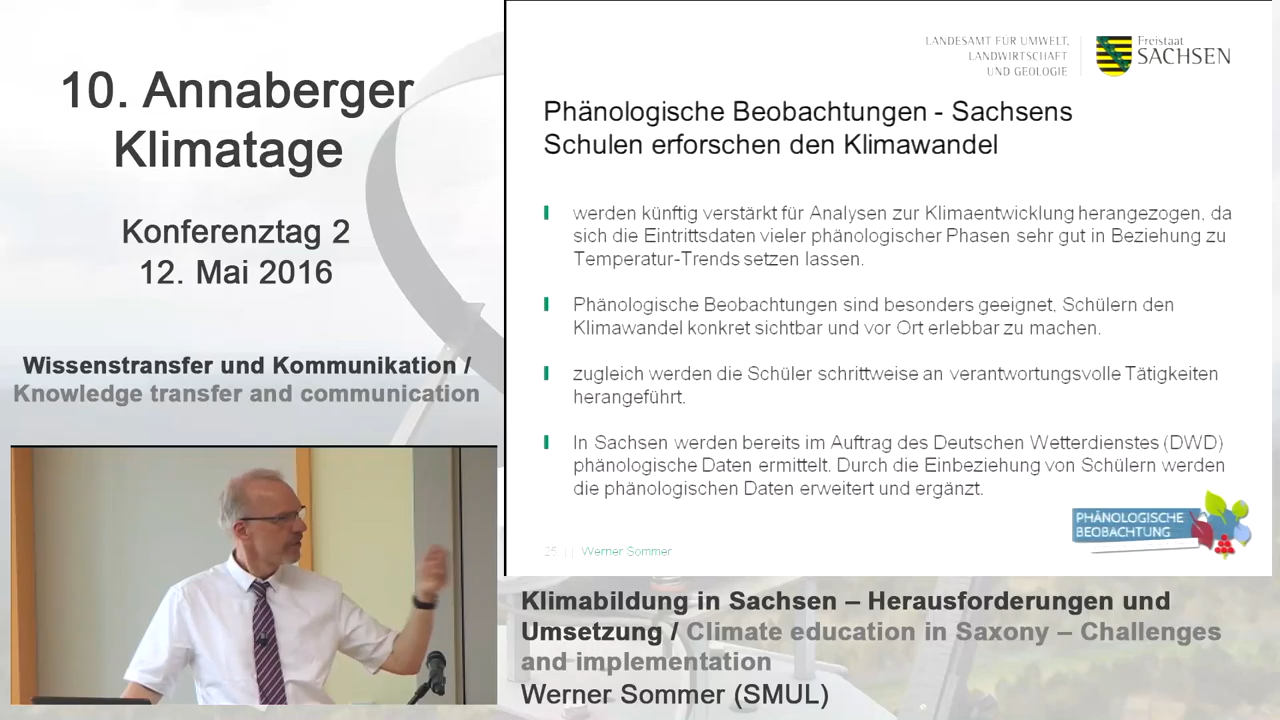 10. Annaberger
Klimatage
Konferenztag 2
12. Mai 2016
Wissenstransfer und Kommunikation /
Knowledge transfer and communication
LANDESAMT FÜR UMWELT,
LANDWIRTSCHAFT
UND GEOLOGIE
Freistaat
SACHSEN
Phänologische Beobachtungen - Sachsens
Schulen erforschen den Klimawandel
werden künftig verstärkt für Analysen zur Klimaentwicklung herangezogen, da
sich die Eintrittsdaten vieler phänologischer Phasen sehr gut in Beziehung zu
Temperatur-Trends setzen lassen.
Phänologische Beobachtungen sind besonders geeignet, Schülern den
Klimawandel konkret sichtbar und vor Ort erlebbar zu machen.
zugleich werden die Schüler schrittweise an verantwortungsvolle Tätigkeiten
herangeführt.
In Sachsen werden bereits im Auftrag des Deutschen Wetterdienstes (DWD)
phänologische Daten ermittelt. Durch die Einbeziehung von Schülern werden
die phänologischen Daten erweitert und ergänzt.
PHÄNOLOGISCHE
BEOBACHTUNG
25 | | Werner Sommer
Klimabildung in Sachsen – Herausforderungen und
Umsetzung / Climate education in Saxony – Challenges
and implementation
Werner Sommer (SMUL)